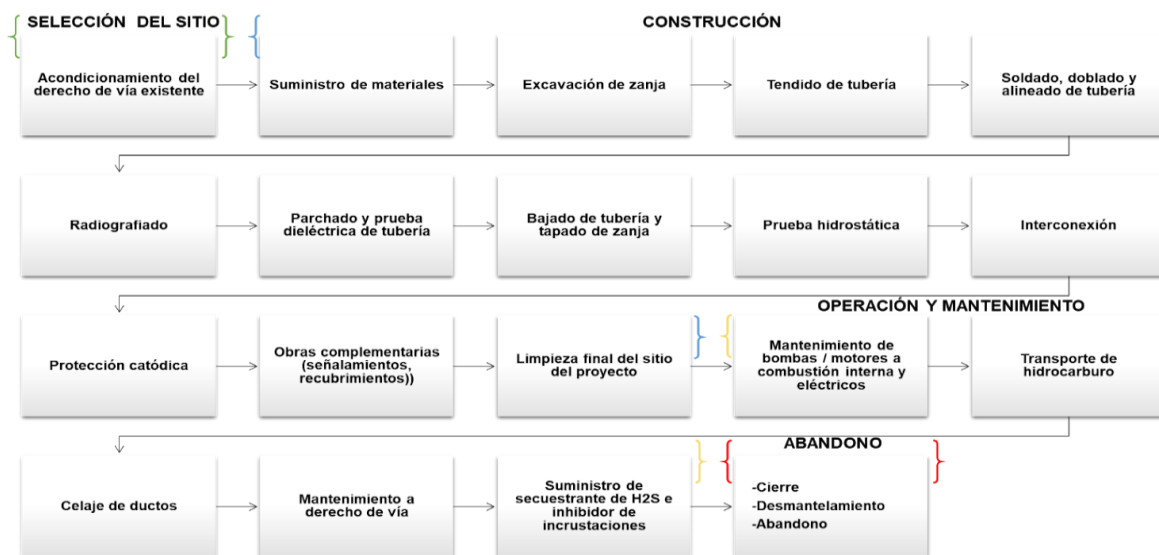 SELECCIÓN DEL SITIO
CONSTRUCCIÓN
Acondicionamiento del
derecho de vía existente
Suministro de materiales
Excavación de zanja
Tendido de tubería
Soldado, doblado y
alineado de tubería
Radiografiado
Parchado y prueba
dieléctrica de tubería
Bajado de tubería y
tapado de zanja
Prueba hidrostática
Interconexión
OPERACIÓN Y MANTENIMIENTO
Protección catódica
Obras complementarias
(señalamientos,
recubrimientos))
Limpieza final del sitio
del proyecto
Mantenimiento de
bombas / motores a
combustión interna y
eléctricos
Transporte de
hidrocarburo
ABANDONO
Celaje de ductos
Mantenimiento a
derecho de vía
Suministro de
secuestrante de H2S e
inhibidor de
incrustaciones
-Cierre
-Desmantelamiento
-Abandono